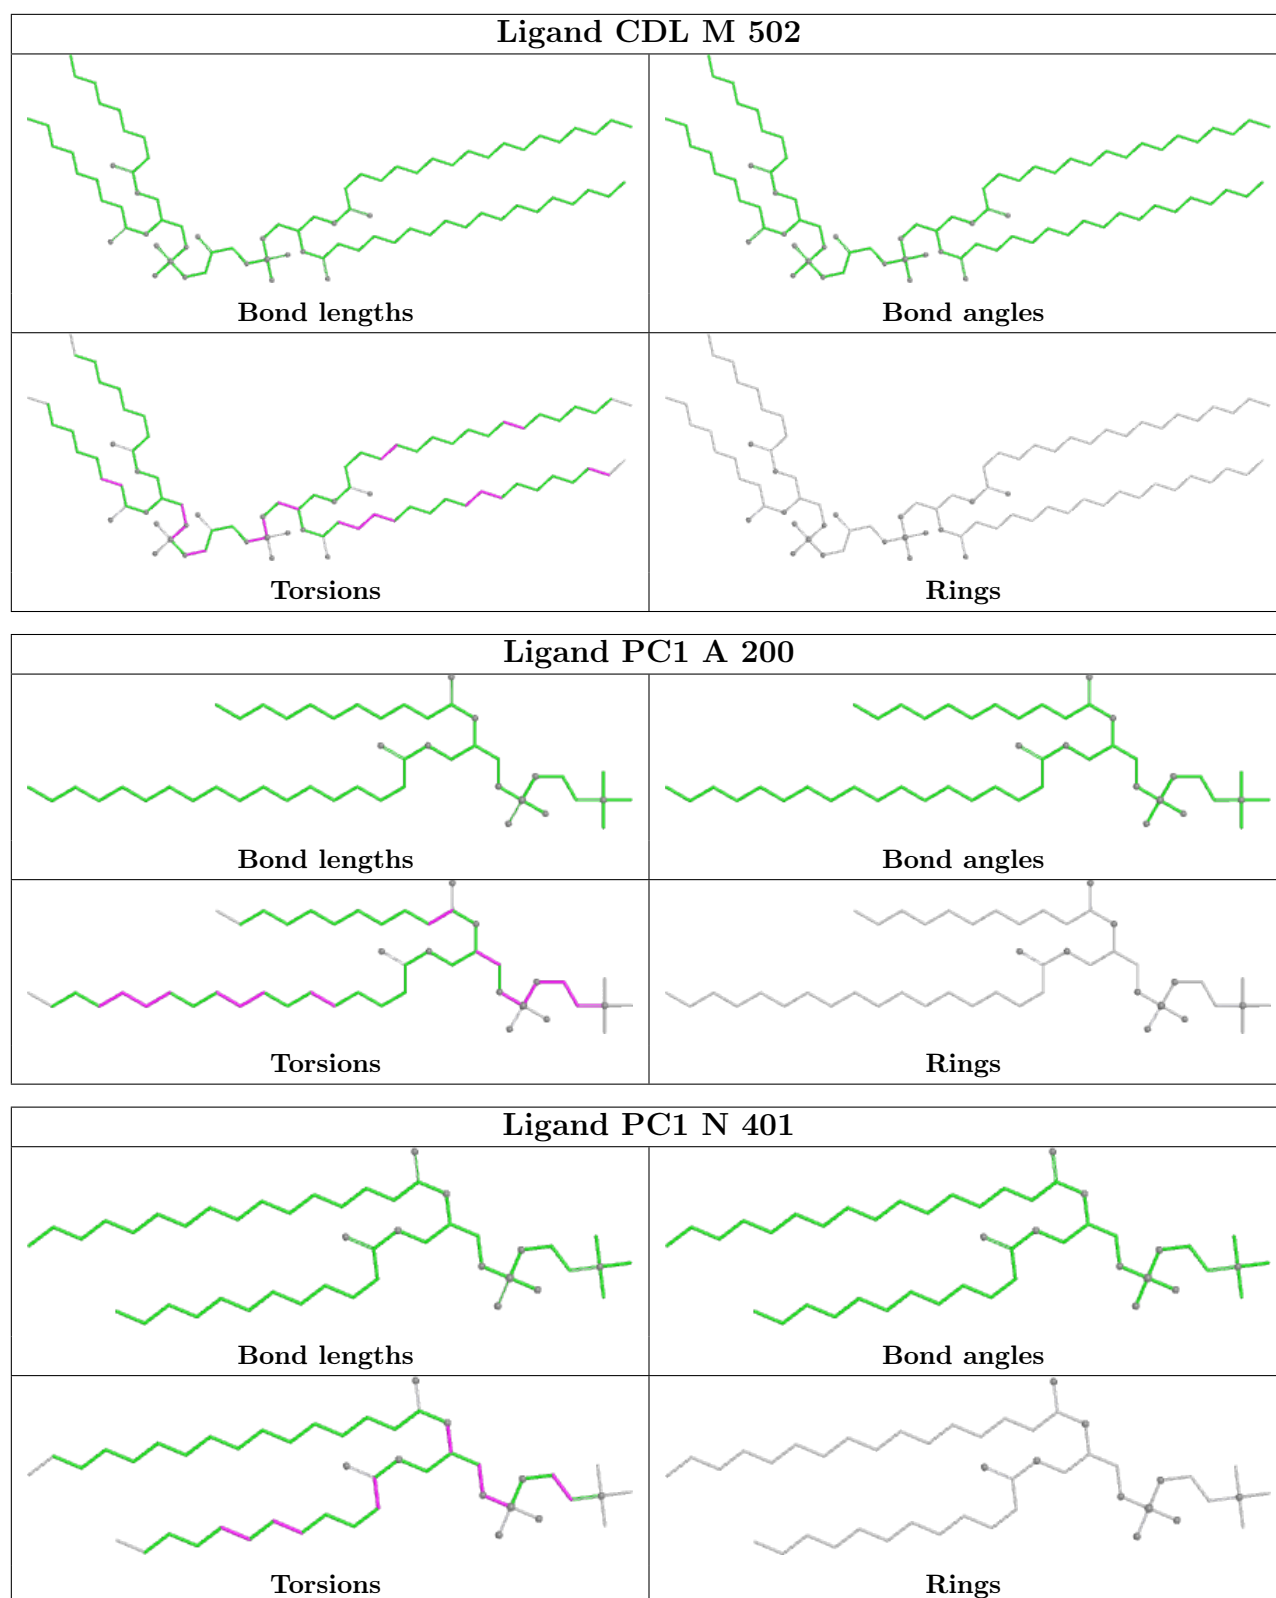 Ligand CDL M 502
Bond lengths
Bond angles
Torsions
Rings
Ligand PC1 A 200
Bond lengths
Bond angles
Torsions
Rings
Ligand PC1 N 401
Bond lengths
Bond angles
Torsions
Rings